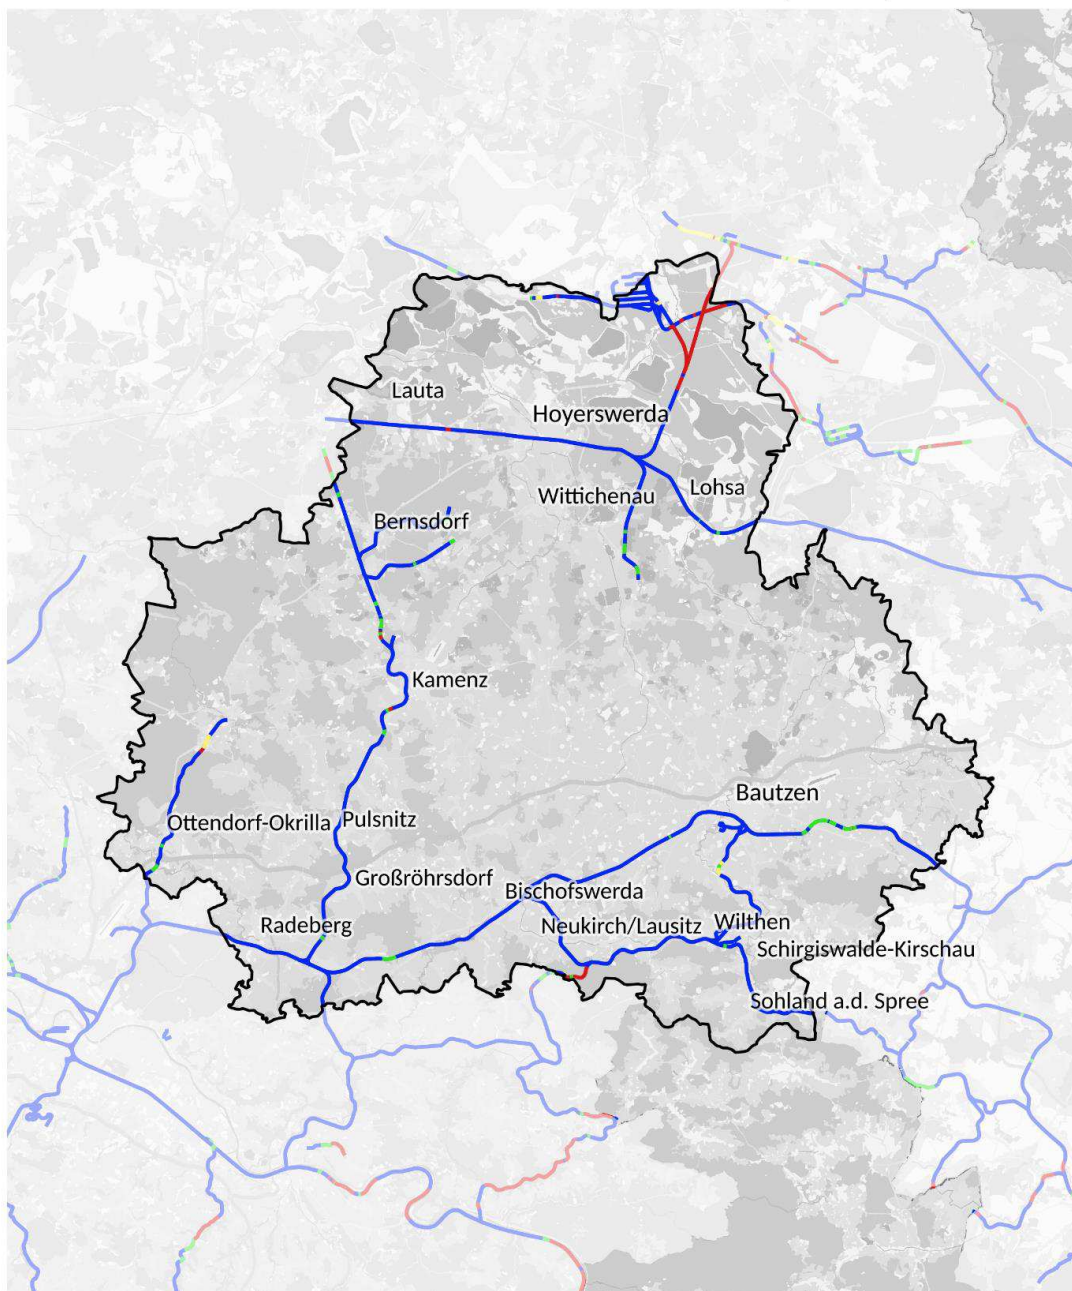 Lauta
Hoyerswerda
Wittichenau
Lohsa
Bernsdorf
Kamenz
Bautzen
Ottendorf-Okrilla
Pulsnitz
Großröhrsdorf
Bischofswerda
Radeberg
Neukirch/Lausitz
Wilthen
Schirgiswalde-Kirschau
Sohland a.d. Spree